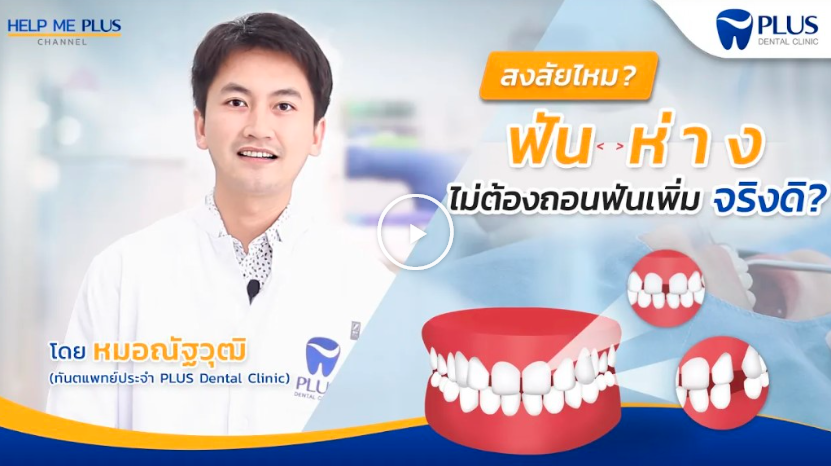 HELP ME PLUS
CHANNEL
PLUS
DENTAL CLINIC
สงสัยไหม?
ฟัน < > ห่าง
ไม่ต้องถอนฟันเพิ่ม จริงดิ?
โดย หมอณัฐวุฒิ
(ทันตแพทย์ประจำ PLUS Dental Clinic)
PLUS
DENTAL CLINIC